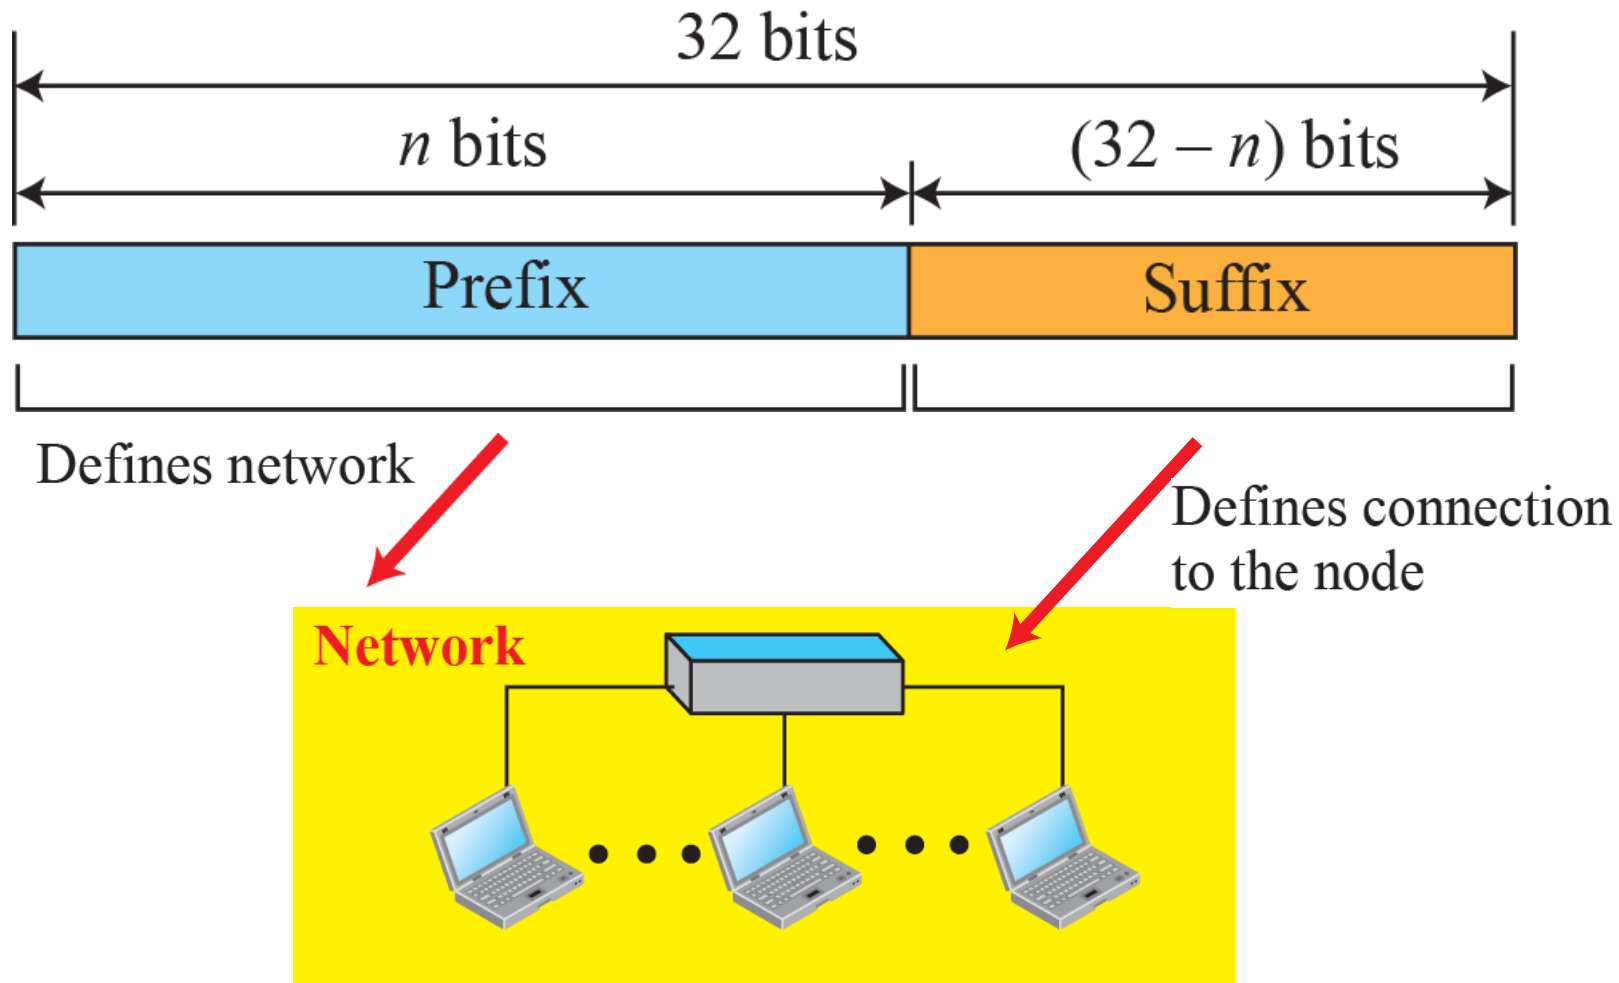 32 bits
n bits
(32 – n) bits
Prefix
Suffix
Defines network
Defines connection
to the node
Network